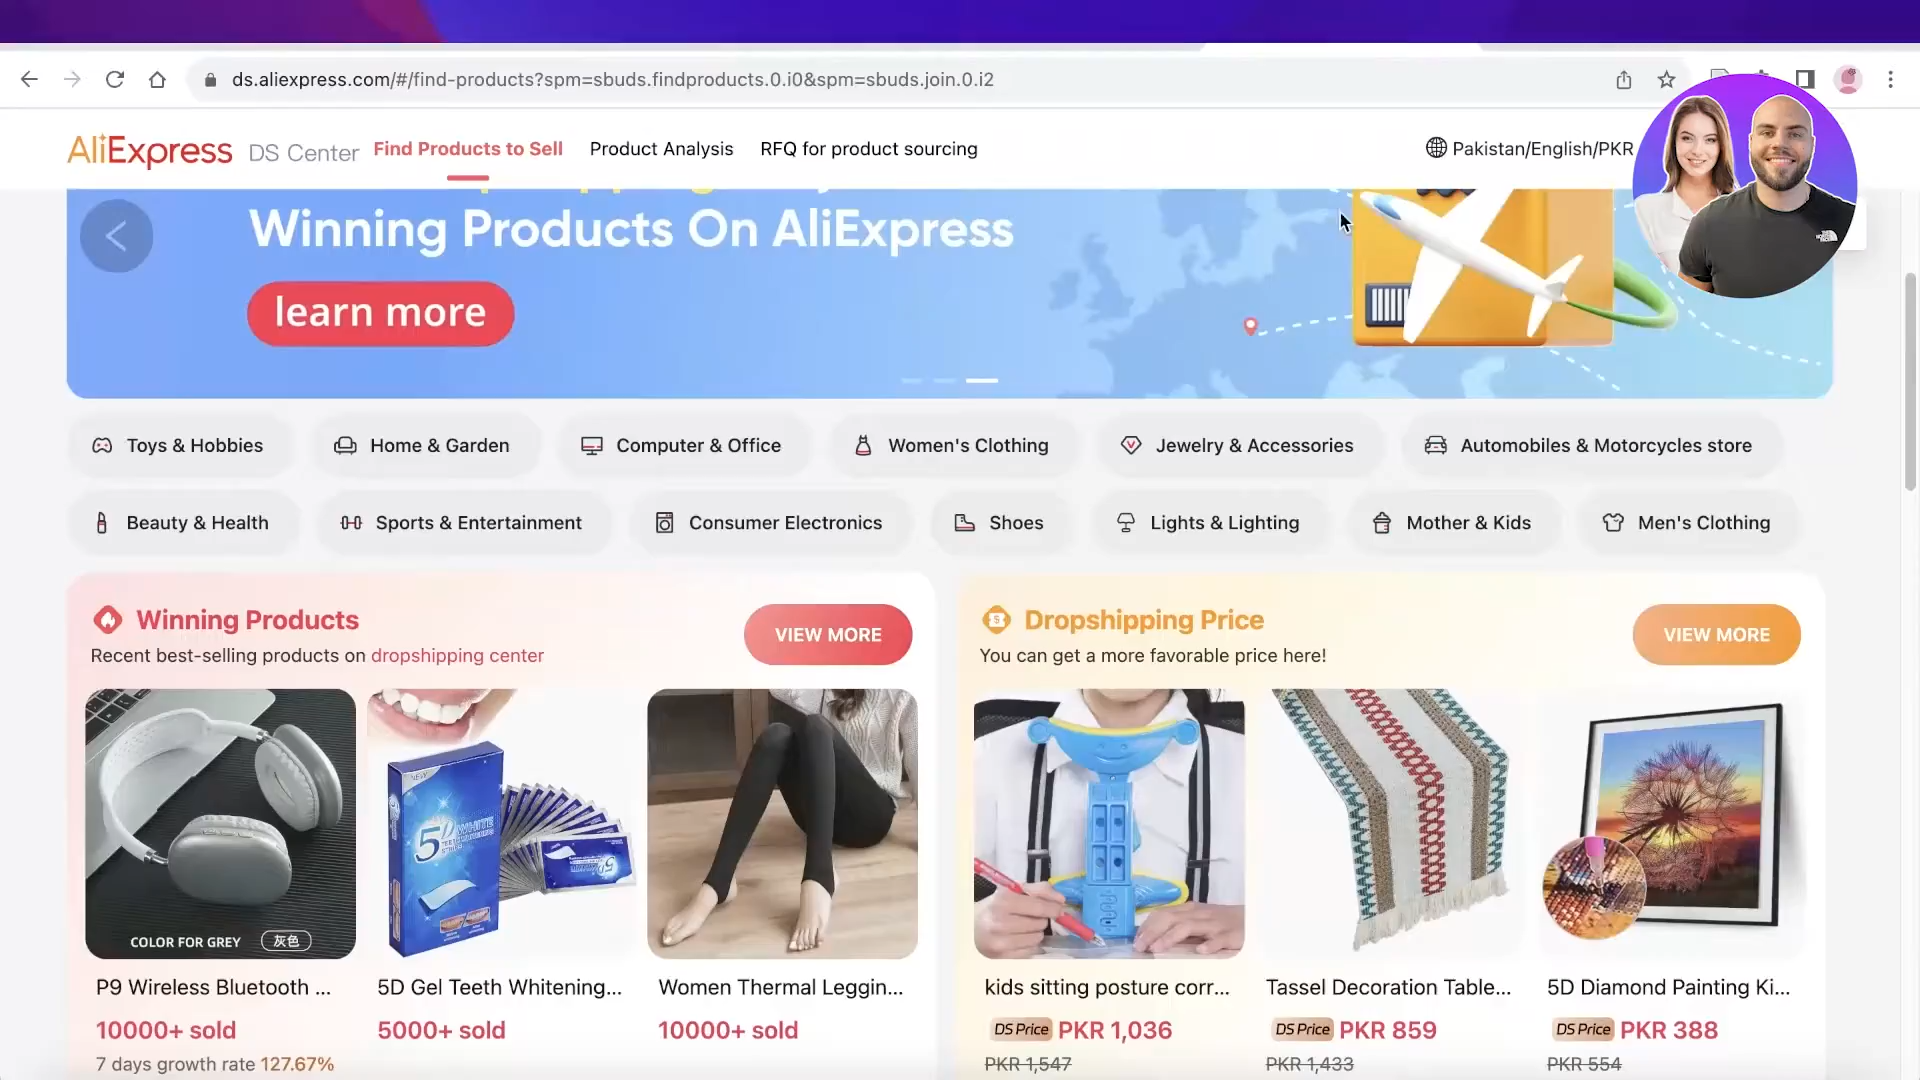 ds.aliexpress.com/#/find-products?spm=sbuds.findproducts.0.i0&spm=sbuds.join.0.i2
AliExpress DS Center Find Products to Sell Product Analysis RFQ for product sourcing Pakistan/English/PKR
Winning Products On AliExpress
learn more
Toys & Hobbies Home & Garden Computer & Office Women's Clothing Jewelry & Accessories Automobiles & Motorcycles store
Beauty & Health Sports & Entertainment Consumer Electronics Shoes Lights & Lighting Mother & Kids Men's Clothing
Winning Products
Recent best-selling products on dropshipping center
VIEW MORE
NEW
5D WHITE
COLOR FOR GREY 灰色
P9 Wireless Bluetooth ... 5D Gel Teeth Whitening... Women Thermal Leggin...
10000+ sold 5000+ sold 10000+ sold
7 days growth rate 127.67%
Dropshipping Price
You can get a more favorable price here!
VIEW MORE
kids sitting posture corr... Tassel Decoration Table... 5D Diamond Painting Ki...
DS Price PKR 1,036 DS Price PKR 859 DS Price PKR 388
PKR 1,547 PKR 1,433 PKR 554